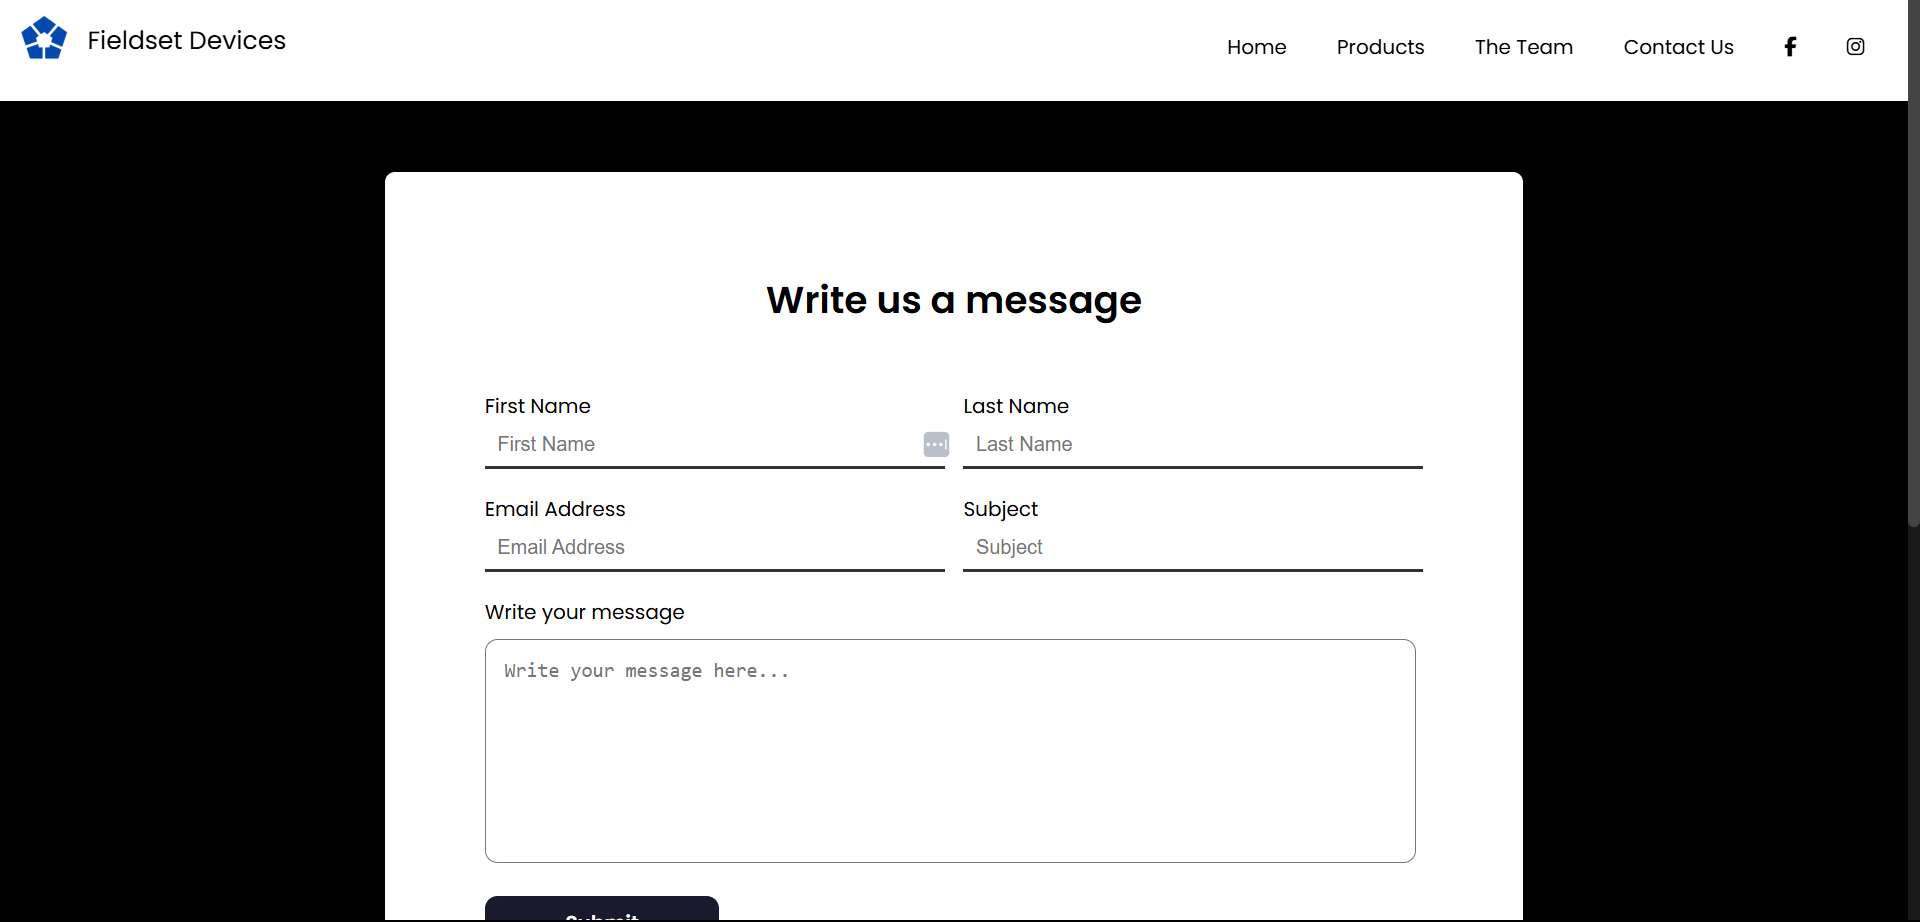 Fieldset Devices
Home Products The Team Contact Us
Write us a message
First Name Last Name
First Name Last Name
Email Address Subject
Email Address Subject
Write your message
Write your message here...
Submit